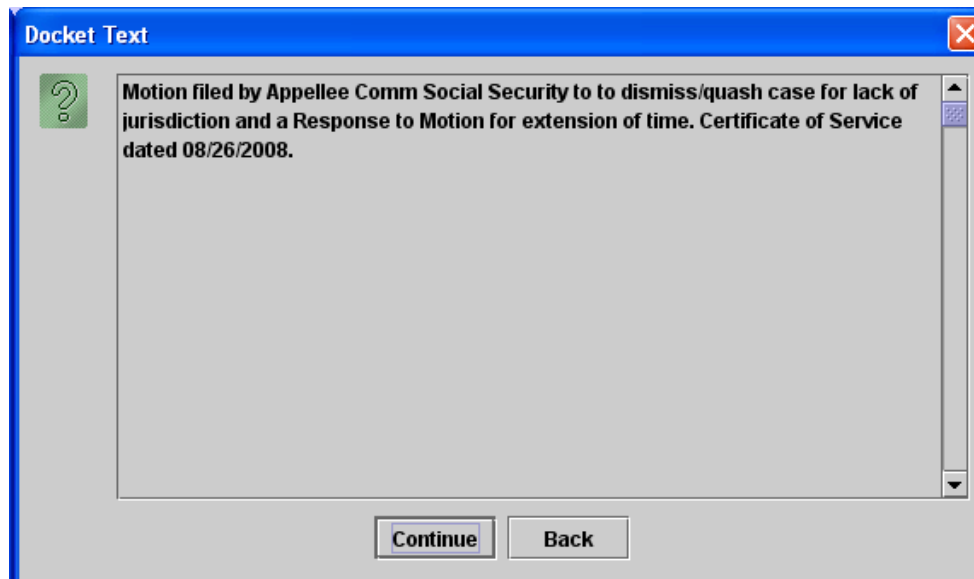 Docket Text
Motion filed by Appellee Comm Social Security to to dismiss/quash case for lack of
jurisdiction and a Response to Motion for extension of time. Certificate of Service
dated 08/26/2008.
Continue
Back